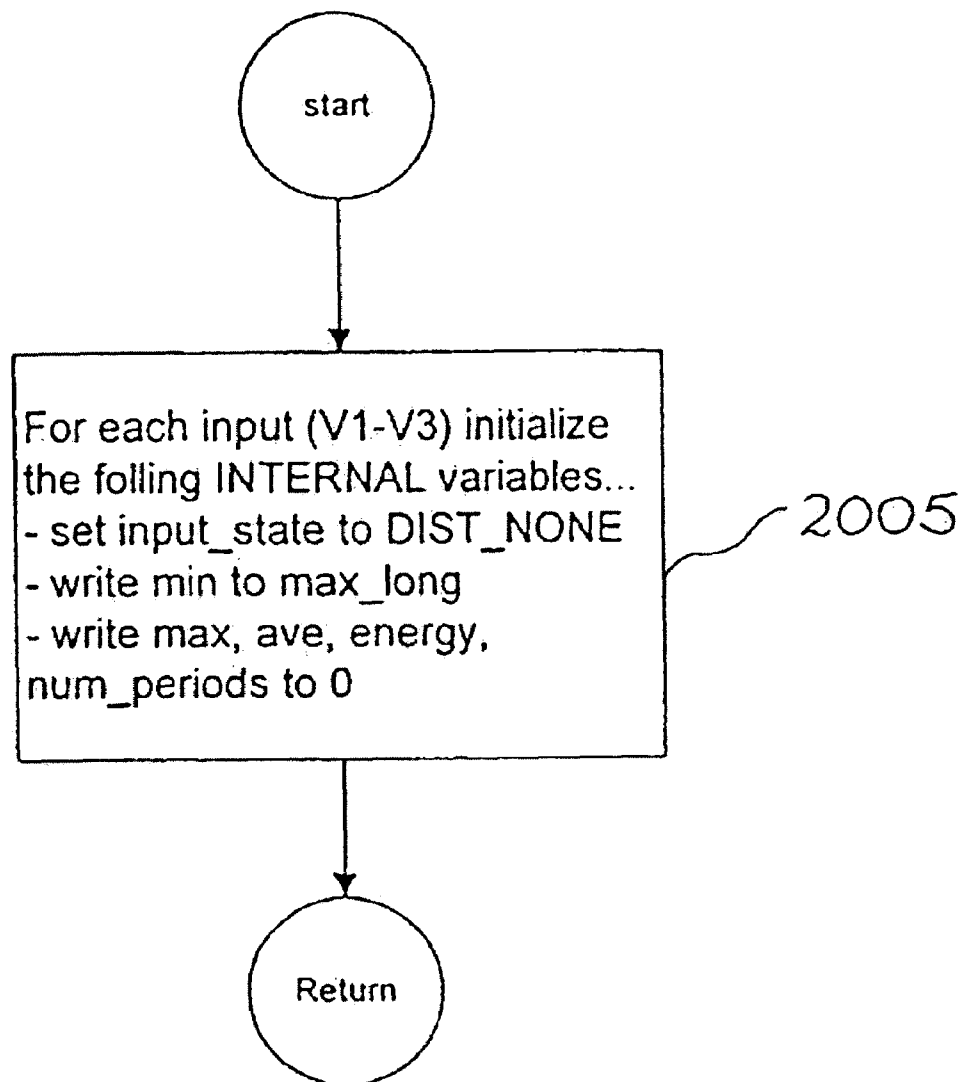 start
For each input (V1-V3) initialize
the folling INTERNAL variables...
- set input_state to DIST_NONE
- write min to max_long
- write max, ave, energy,
num_periods to 0
2005
Return